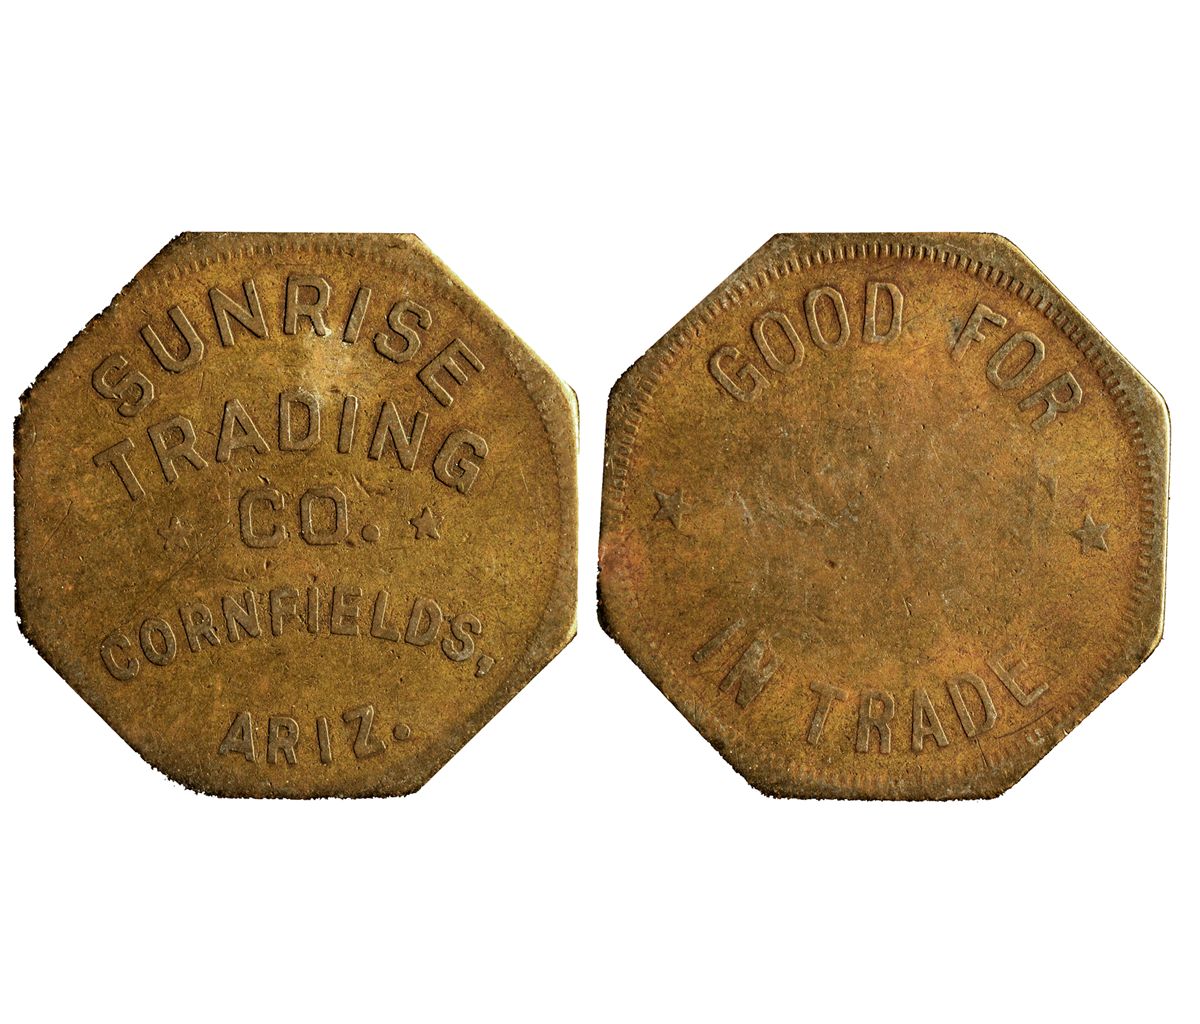 SUNRISE
TRADING
CO.
CORNFIELDS,
ARIZ.
GOOD FOR
IN TRADE